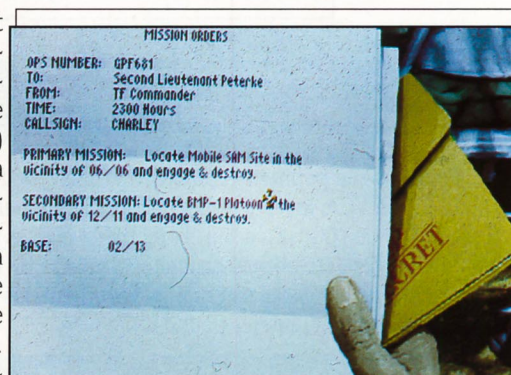 MISSION ORDERS
OPS NUMBER: GPF681
TO: Second Lieutenant Peterke
FROM: TF Commander
TIME: 2300 Hours
CALLSIGN: CHARLEY
PRIMARY MISSION: Locate Mobile SAM Site in the
vicinity of 06/06 and engage & destroy.
SECONDARY MISSION: Locate BMP-1 Platoon the
vicinity of 12/11 and engage & destroy.
BASE: 02/13
CRET